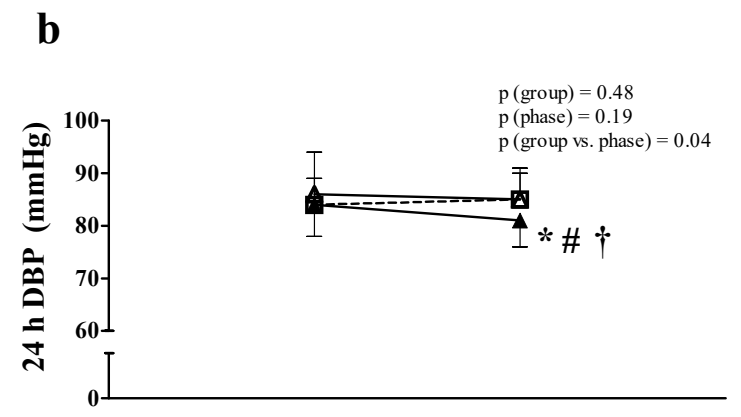 b
p (group) = 0.48
p (phase) = 0.19
p (group vs. phase) = 0.04
24 h DBP (mmHg)
100
90
80
70
60
0
* # †